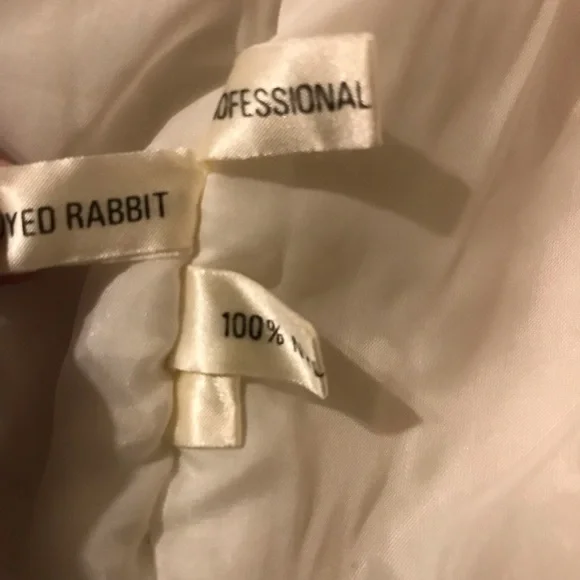 OFESSIONAL
YED RABBIT
100%